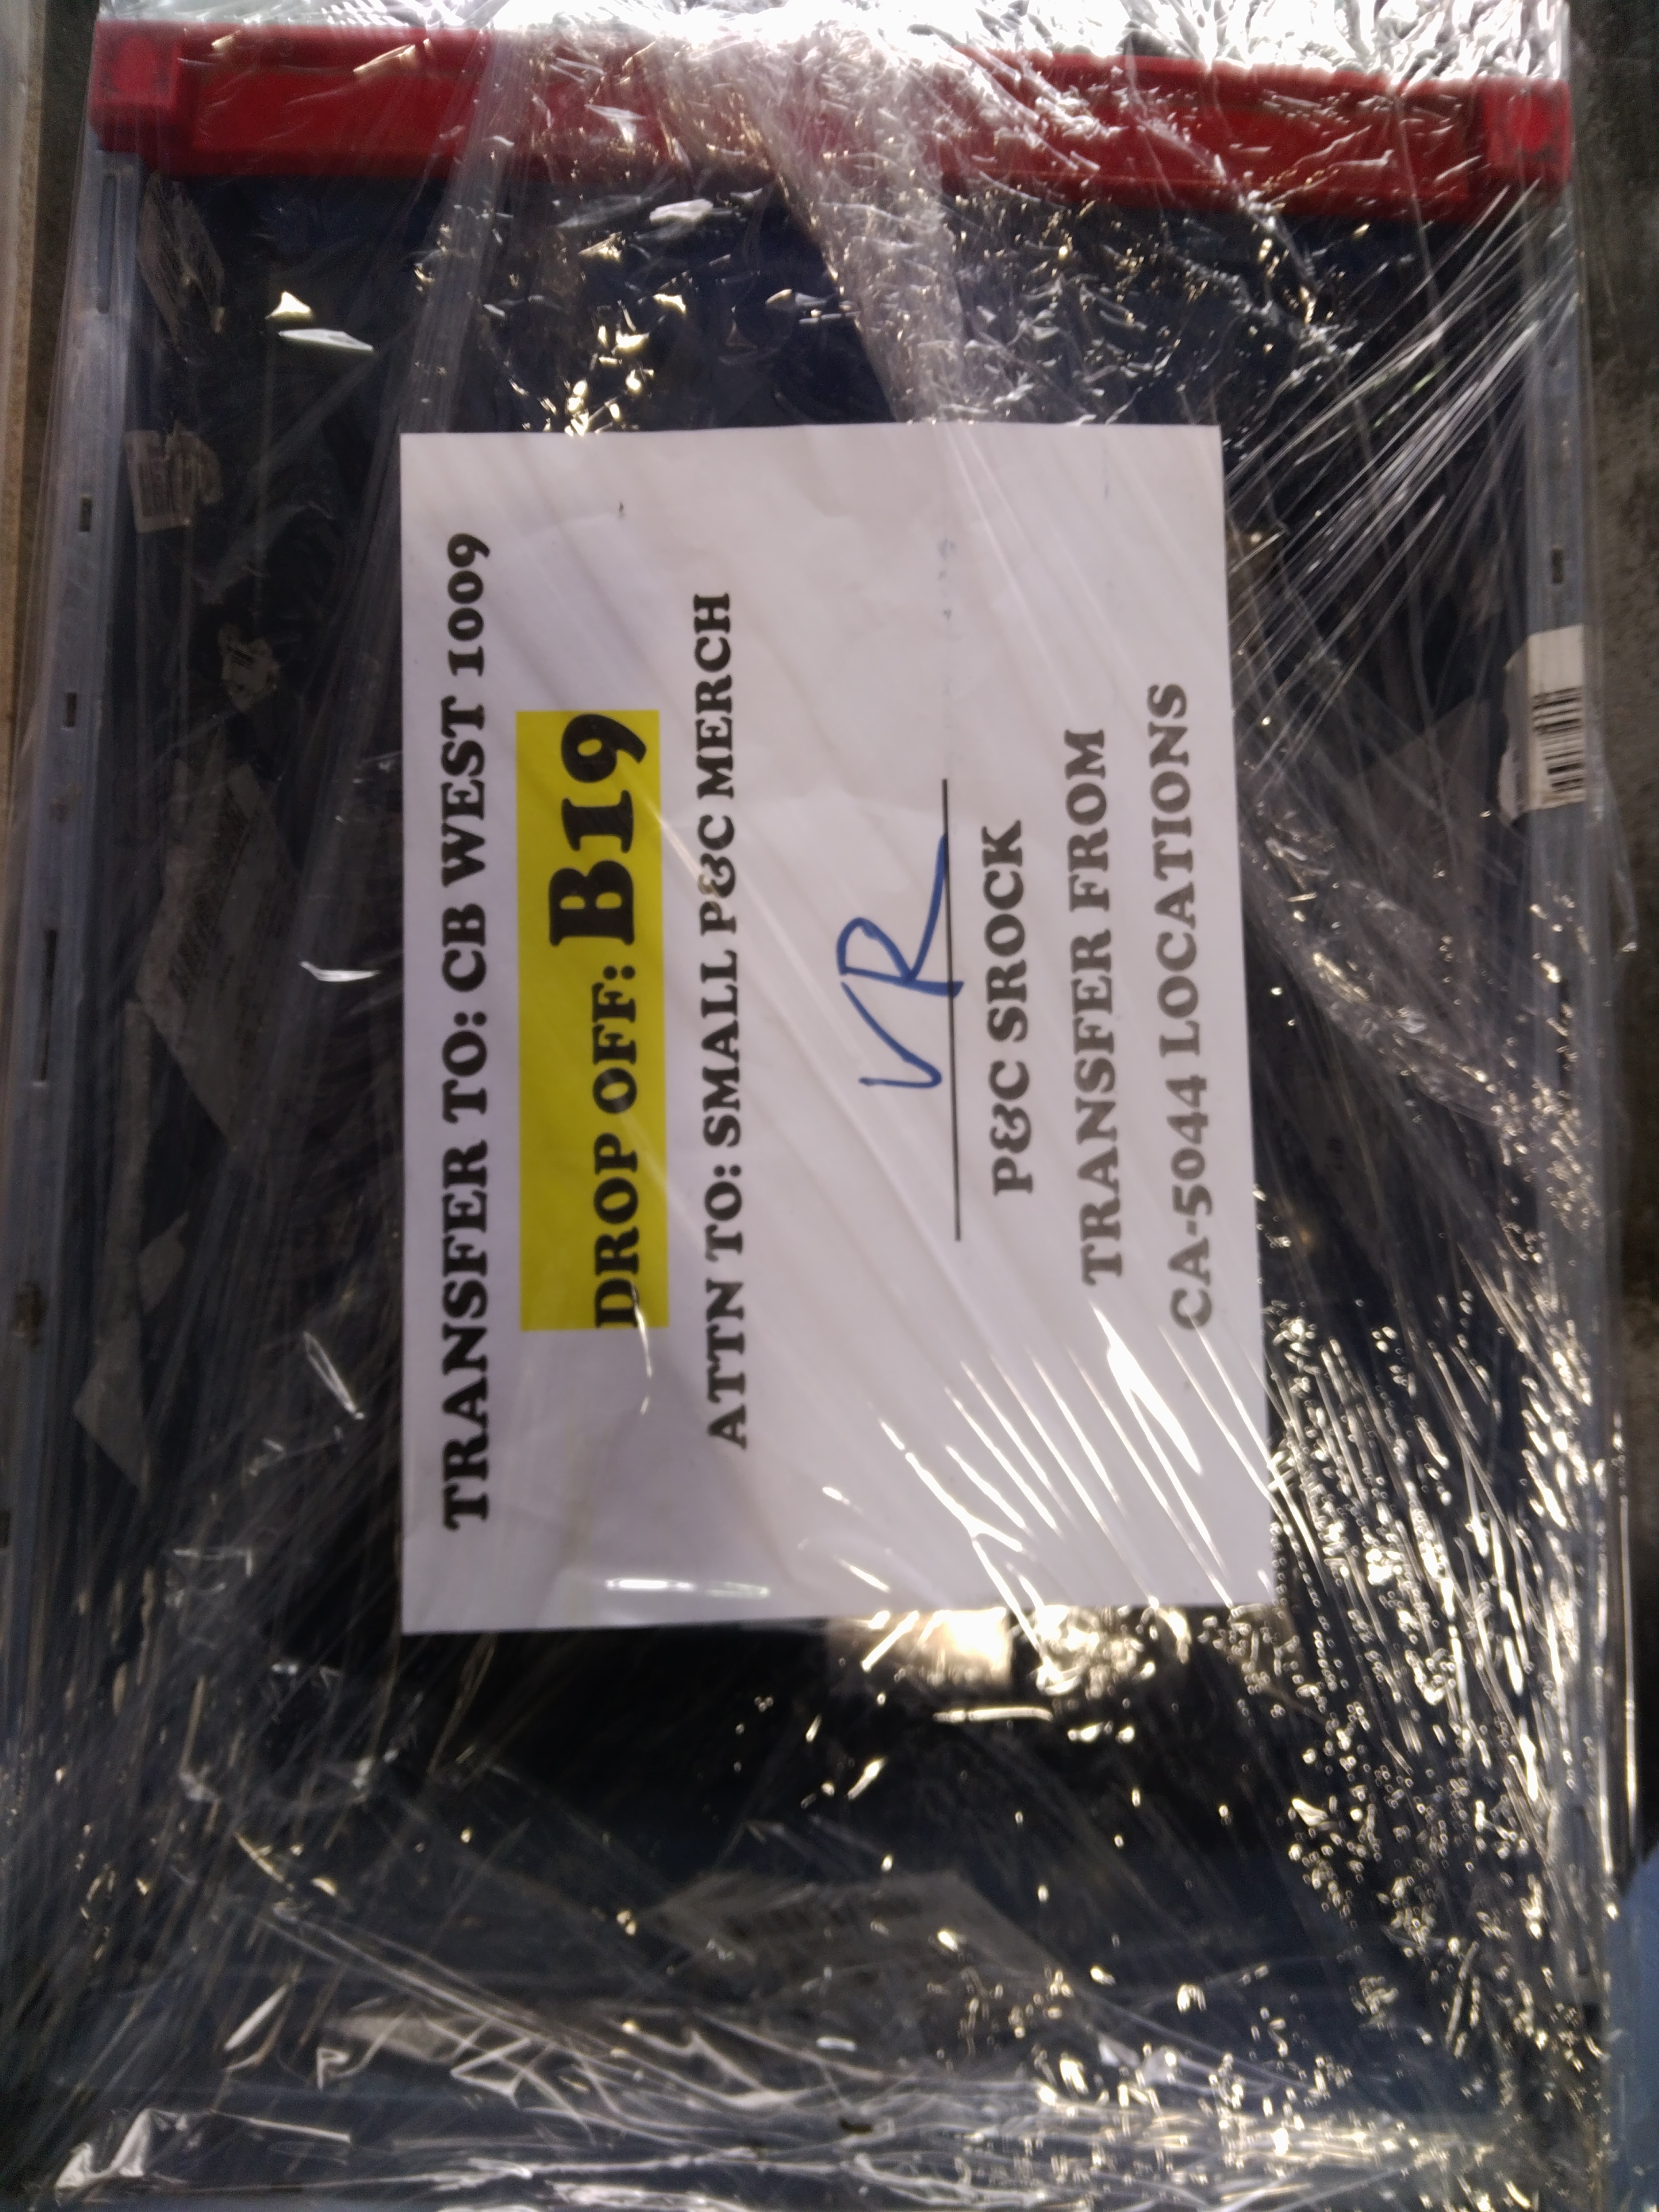 TRANSFER TO: CB WEST 1009
DROP OFF: B19
ATTN TO: SMALL P&C MERCH
VR
P&C SROCK
TRANSFER FROM
CA-5044 LOCATIONS